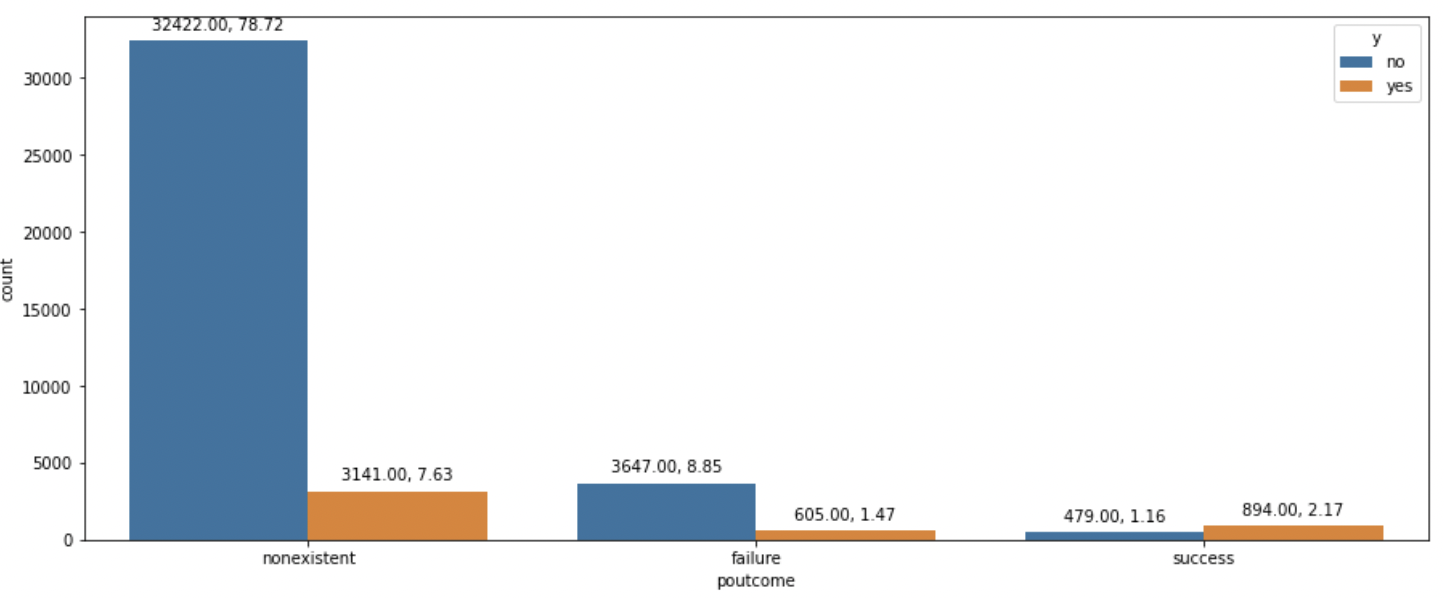 32422.00, 78.72
y
no
yes
30000
25000
20000
15000
10000
5000
0
count
3141.00, 7.63
3647.00, 8.85
605.00, 1.47
479.00, 1.16
894.00, 2.17
nonexistent
failure
success
poutcome